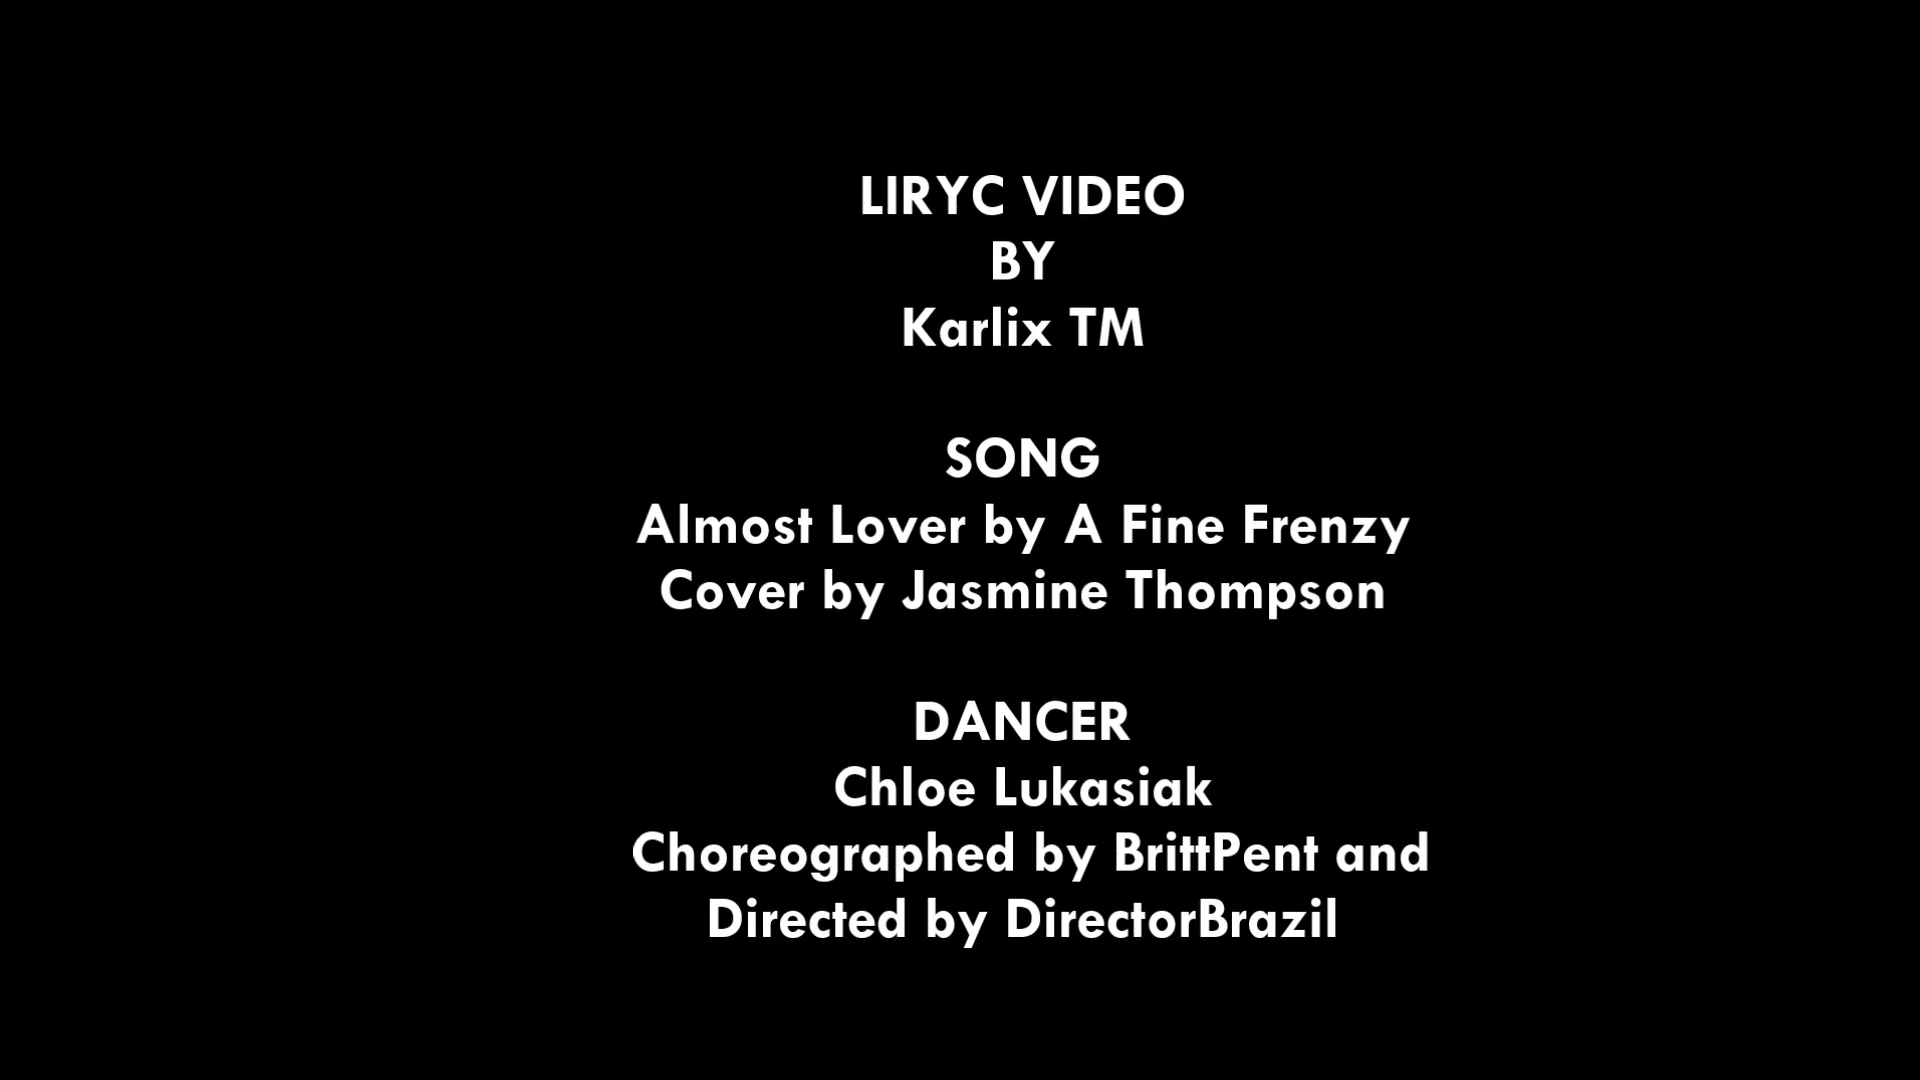 LIRYC VIDEO
BY
Karlix TM
SONG
Almost Lover by A Fine Frenzy
Cover by Jasmine Thompson
DANCER
Chloe Lukasiak
Choreographed by BrittPent and
Directed by DirectorBrazil